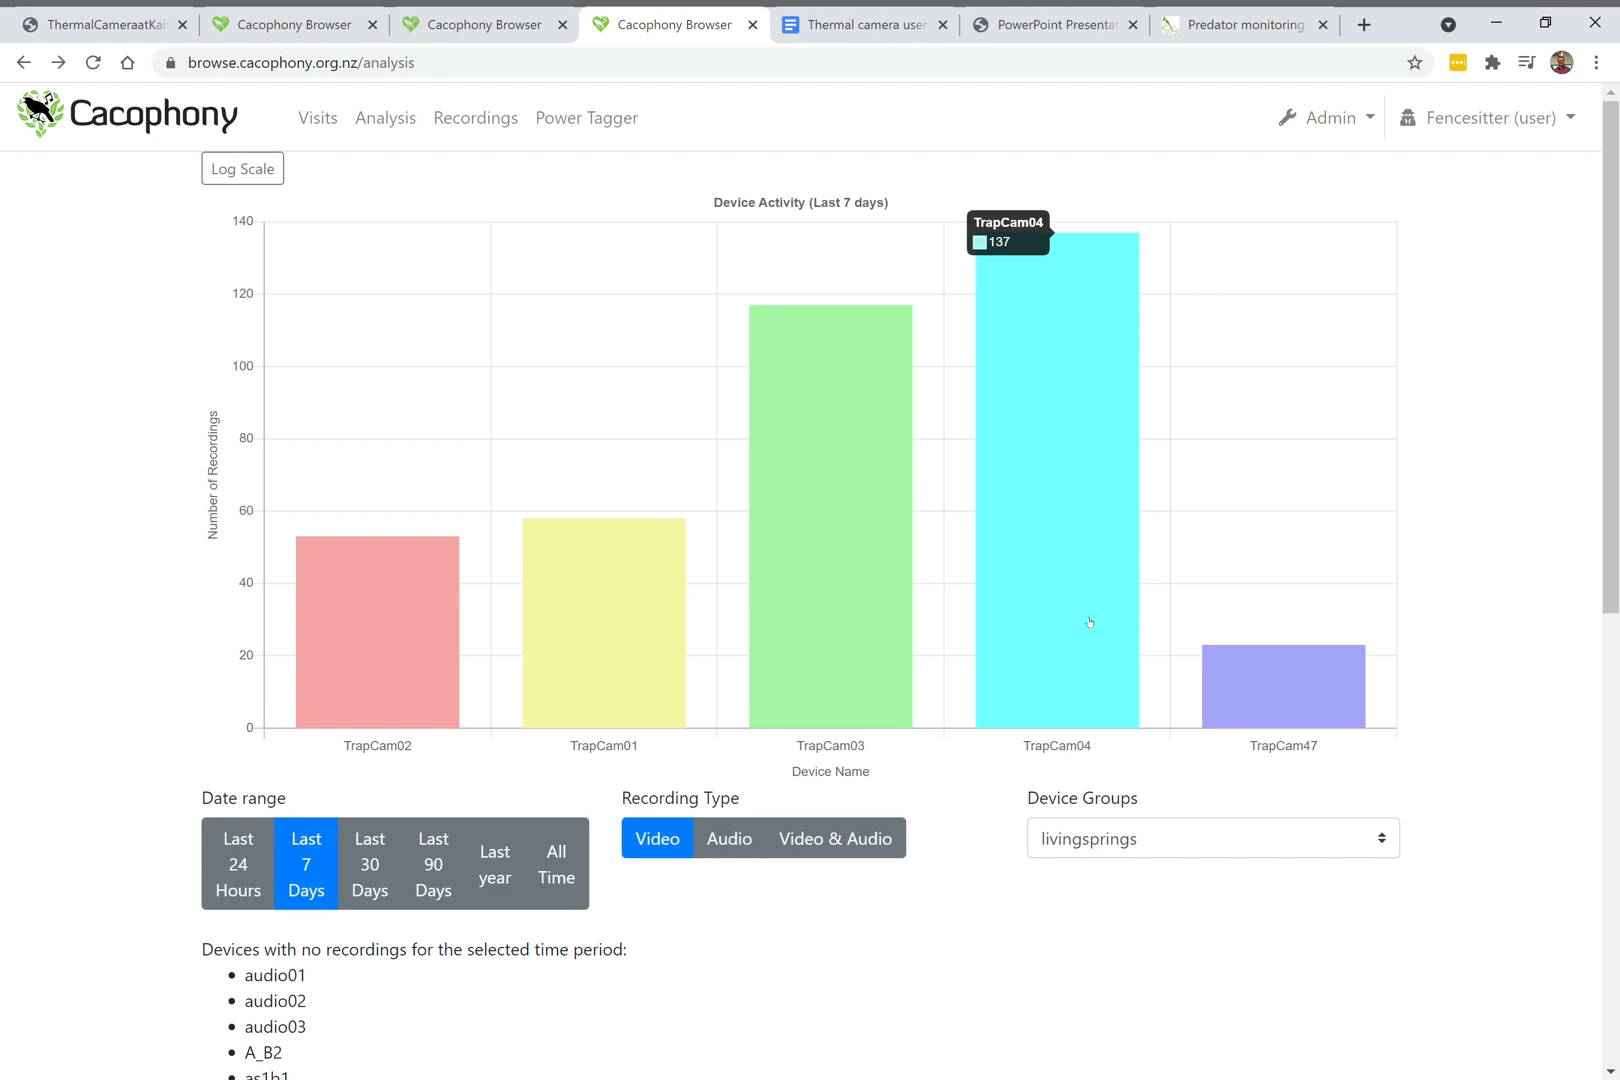 ThermalCameraatKai
Cacophony Browser
Cacophony Browser
Cacophony Browser
Thermal camera user
PowerPoint Presentat
Predator monitoring
browse.cacophony.org.nz/analysis
Cacophony
Visits
Analysis
Recordings
Power Tagger
Admin
Fencesitter (user)
Log Scale
Device Activity (Last 7 days)
TrapCam04
137
140
120
100
80
60
40
20
0
Number of Recordings
TrapCam02
TrapCam01
TrapCam03
TrapCam04
TrapCam47
Device Name
Date range
Last
24
Hours
Last
7
Days
Last
30
Days
Last
90
Days
Last
year
All
Time
Recording Type
Video
Audio
Video & Audio
Device Groups
livingsprings
Devices with no recordings for the selected time period:
• audio01
• audio02
• audio03
• A_B2
• as1b1